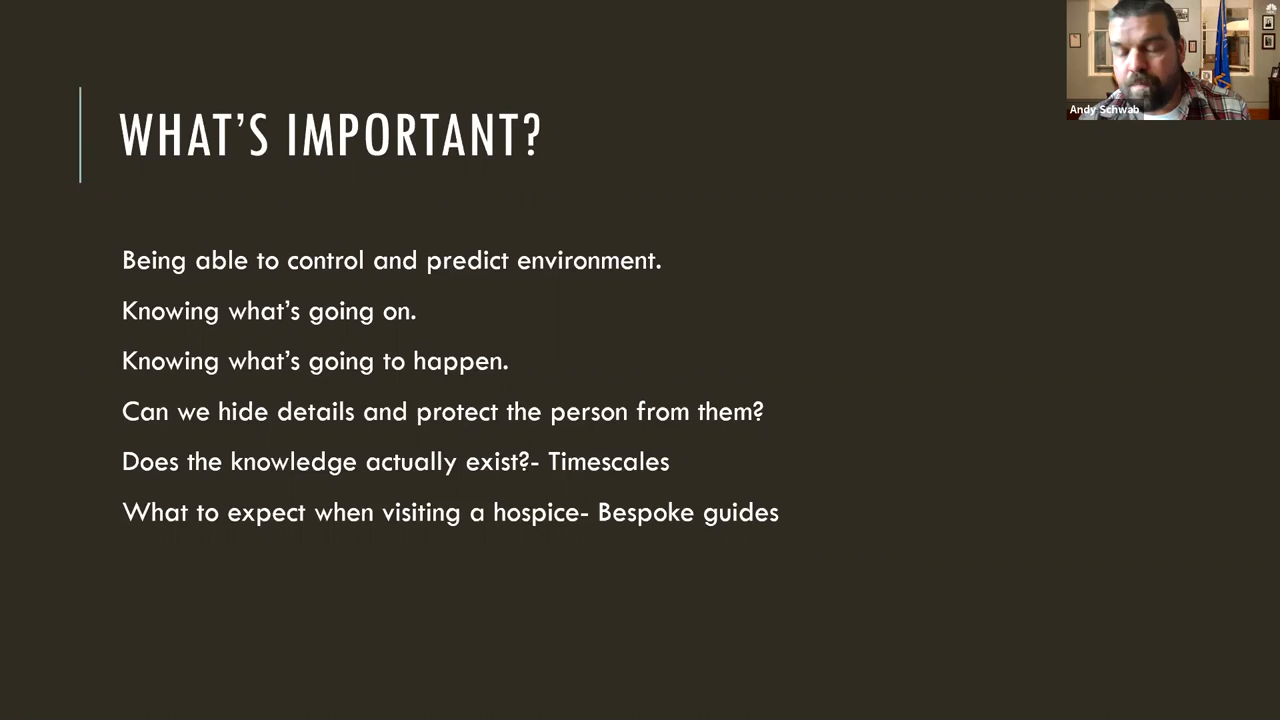 WHAT'S IMPORTANT?
Andy Schwab
Being able to control and predict environment.
Knowing what's going on.
Knowing what's going to happen.
Can we hide details and protect the person from them?
Does the knowledge actually exist?- Timescales
What to expect when visiting a hospice- Bespoke guides